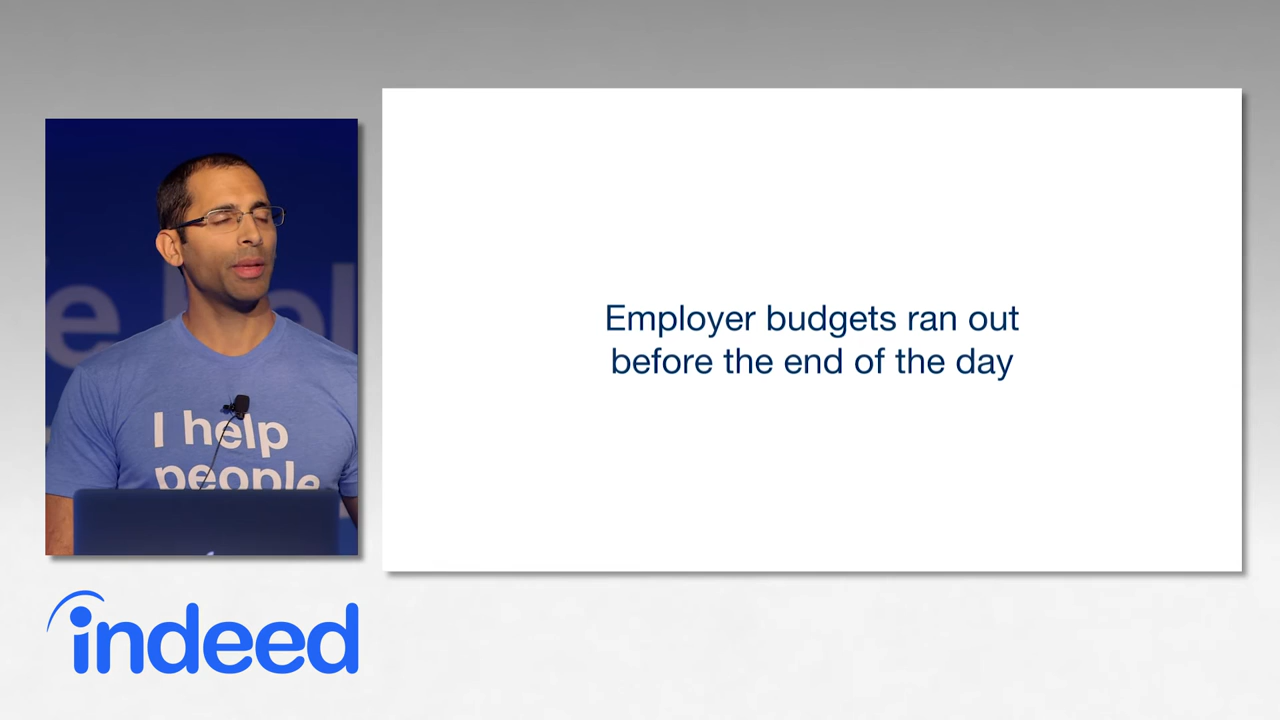 I help
people
Employer budgets ran out
before the end of the day
indeed